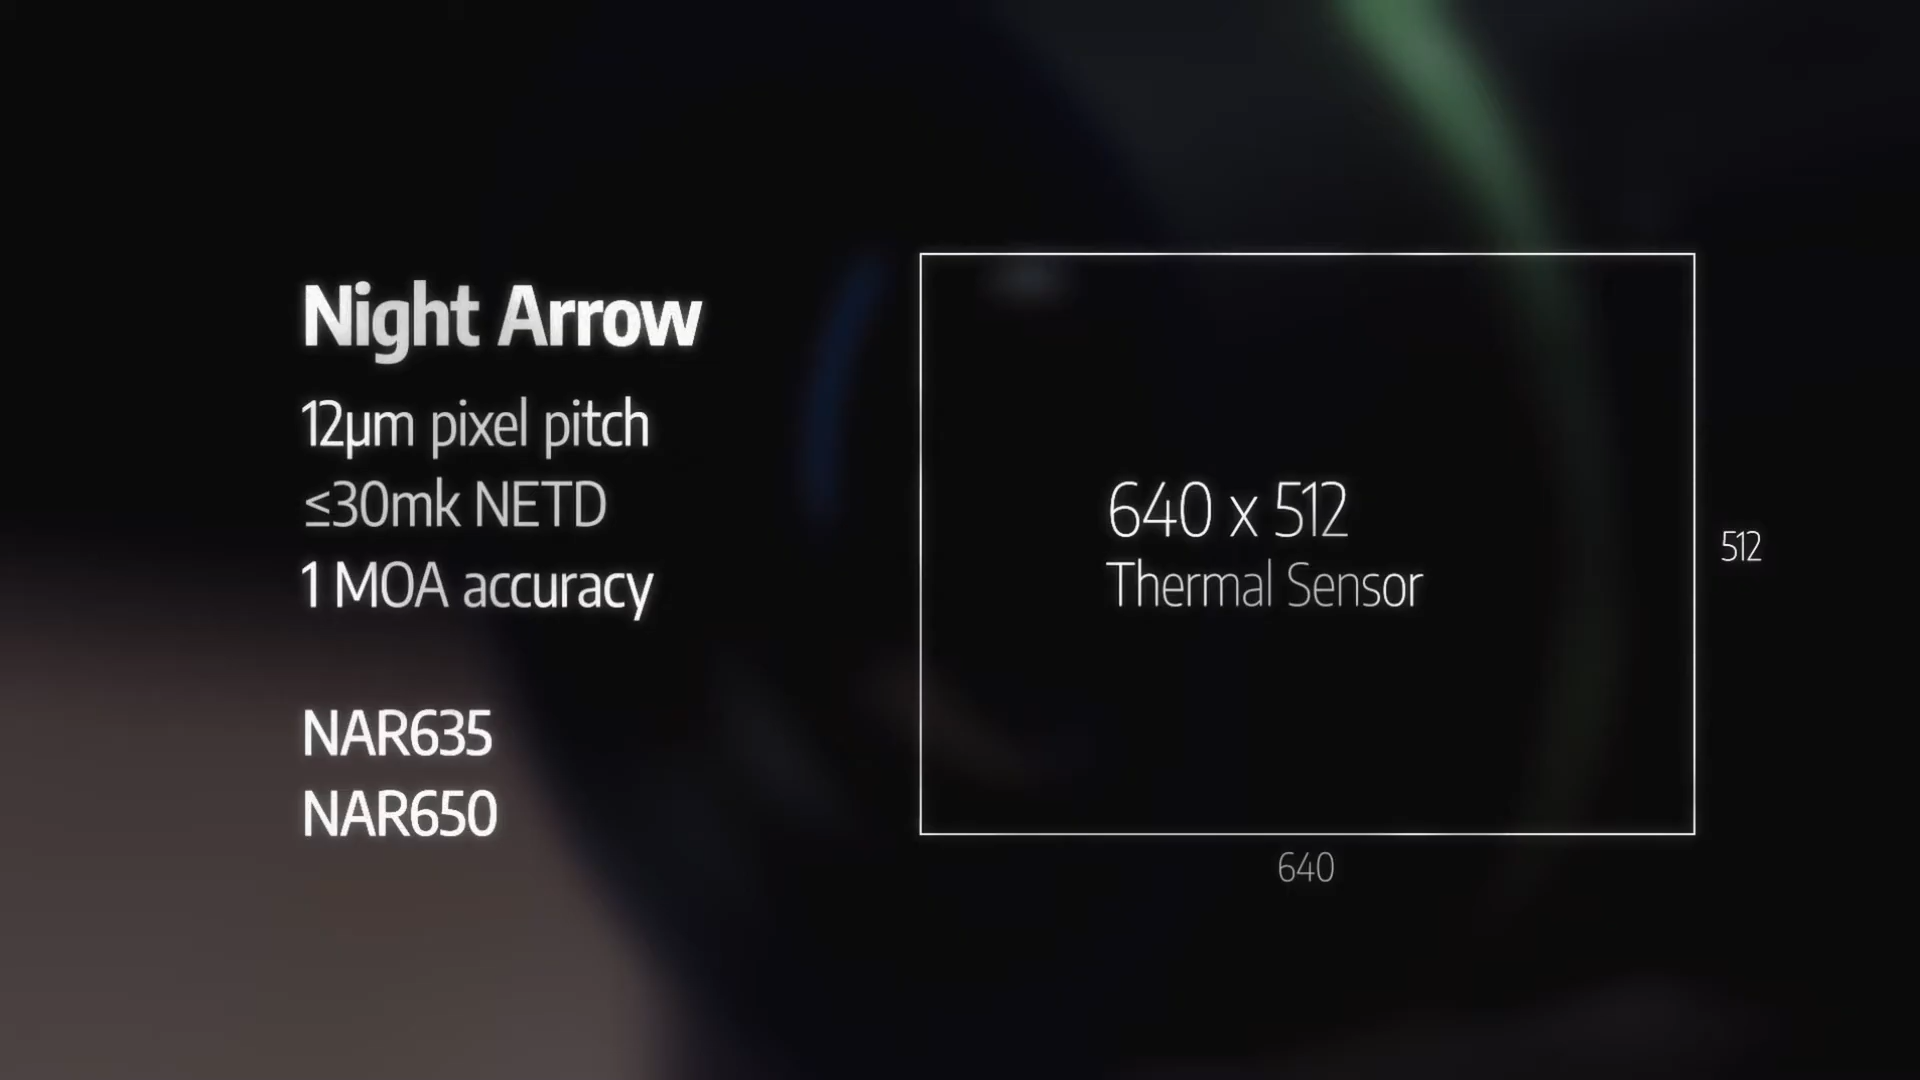 Night Arrow
12µm pixel pitch
≤30mk NETD
1 MOA accuracy
NAR635
NAR650
640 x 512
Thermal Sensor
512
640